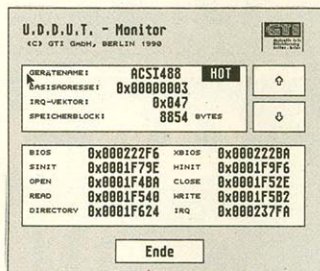 U.D.D.U.T. - Monitor
(C) GTI GmbH, BERLIN 1990
GTI
GERÄTENAME: ACSI488 HOT
BASISADRESSE: 0x00000003
IRQ-VEKTOR: 0x047
SPEICHERBLOCK: 8854 BYTES
BIOS 0x000222F6 XBIOS 0x000222BA
SINIT 0x0001F79E HINIT 0x0001F9F6
OPEN 0x0001F4BA CLOSE 0x0001F52E
READ 0x0001F540 WRITE 0x0001F5B2
DIRECTORY 0x0001F624 IRQ 0x000237FA
Ende